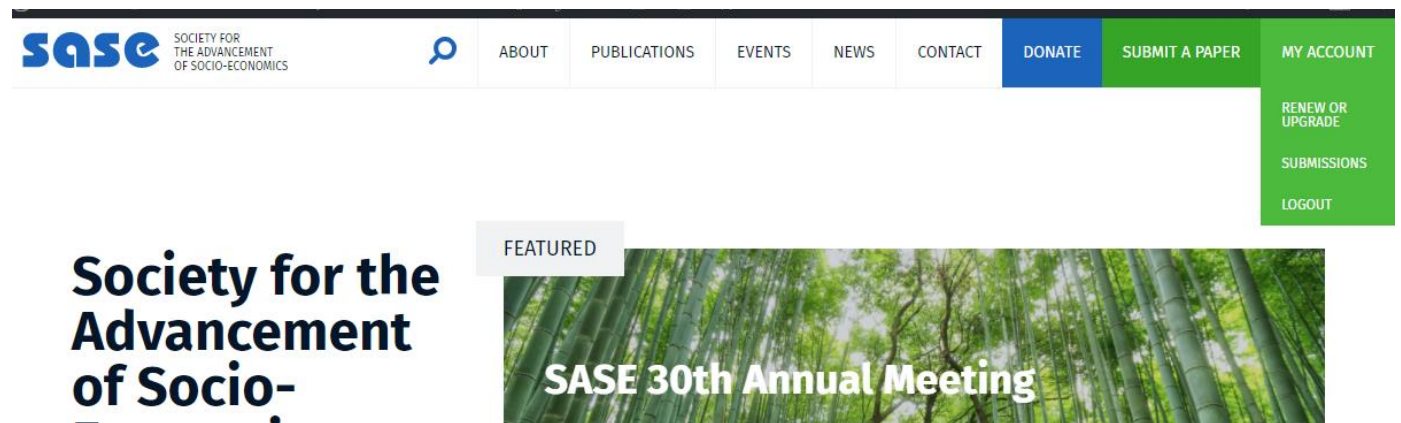 sase
SOCIETY FOR
THE ADVANCEMENT
OF SOCIO-ECONOMICS
ABOUT
PUBLICATIONS
EVENTS
NEWS
CONTACT
DONATE
SUBMIT A PAPER
MY ACCOUNT
RENEW OR
UPGRADE
SUBMISSIONS
LOGOUT
FEATURED
Society for the
Advancement
of Socio-
SASE 30th Annual Meeting